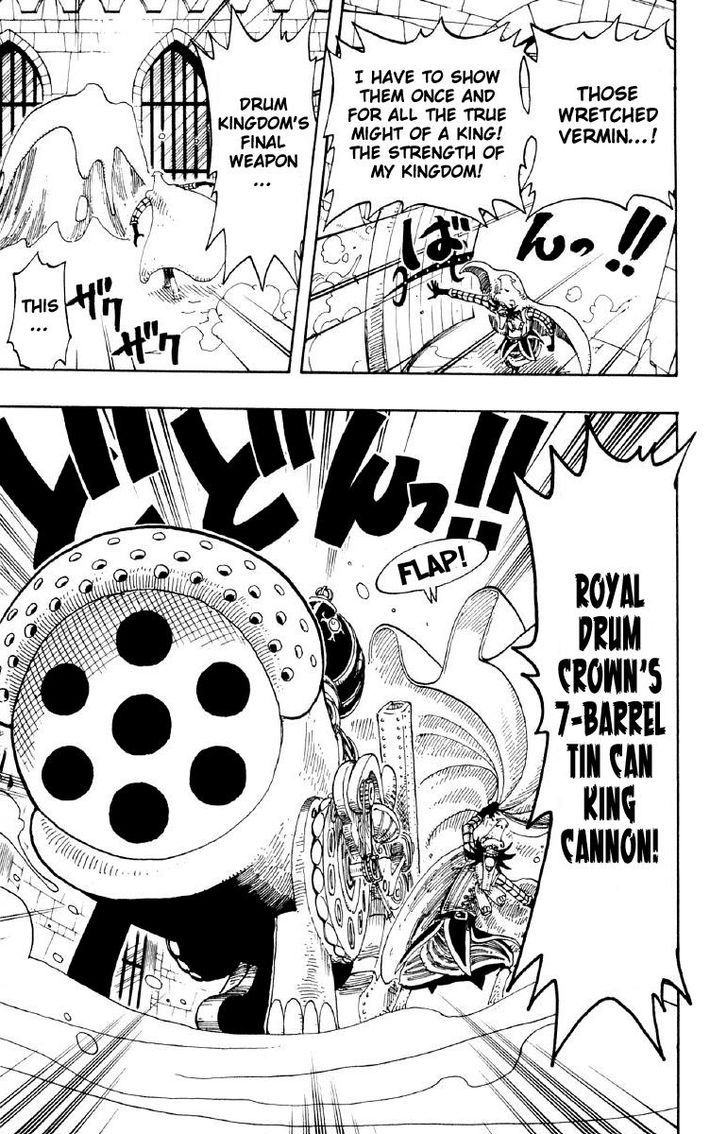 THOSE
WRETCHED
VERMIN...!
I HAVE TO SHOW
THEM ONCE AND
FOR ALL THE TRUE
MIGHT OF A KING!
THE STRENGTH OF
MY KINGDOM!
ばんっ!!
DRUM
KINGDOM'S
FINAL
WEAPON
...
ザク
ザク
THIS
...
ROYAL
DRUM
CROWN'S
7-BARREL
TIN CAN
KING
CANNON!
FLAP!
ドドんっ!!